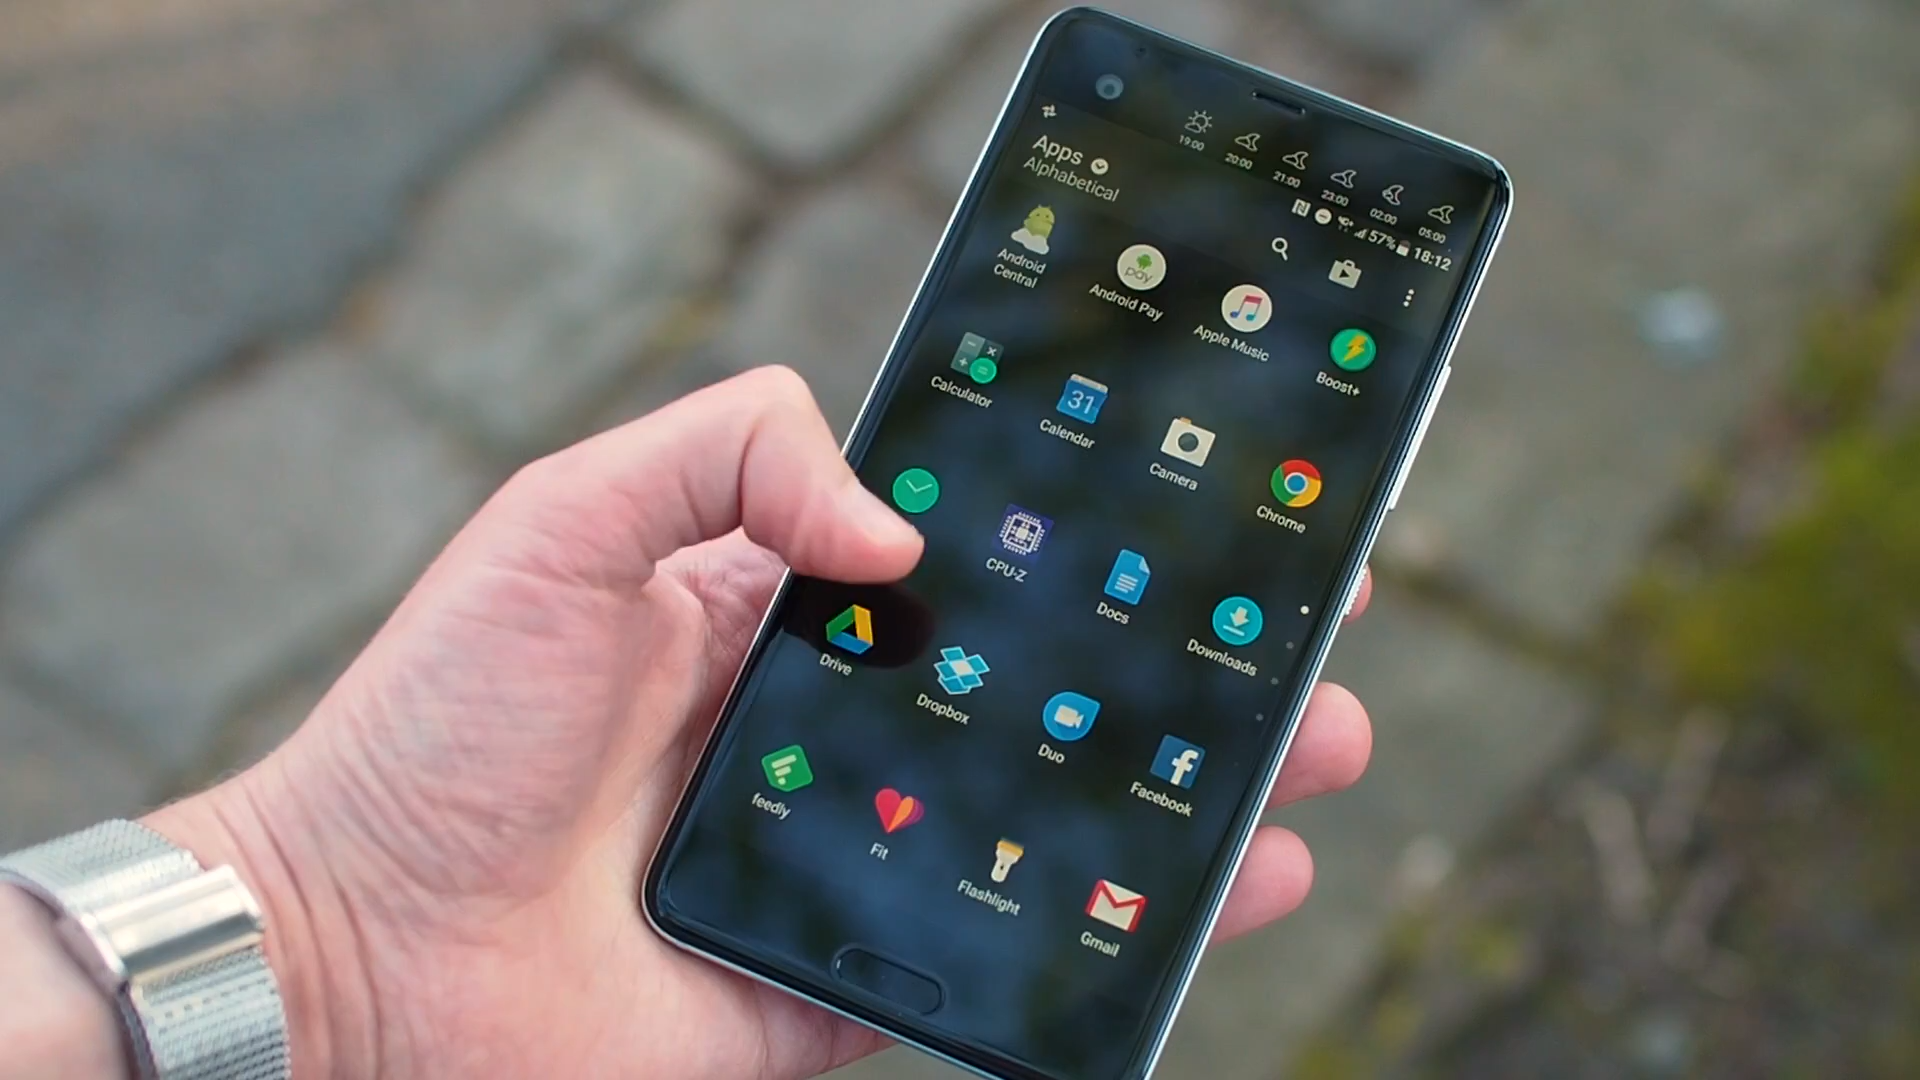 19:00 20:00 21:00 23:00 02:00 05:00
57% 18:12
Apps
Alphabetical
Android
Central
Android Pay
pay
Apple Music
Boost+
Calculator
31
Calendar
Camera
Chrome
CPU-Z
Docs
Downloads
Drive
Dropbox
Duo
Facebook
feedly
Fit
Flashlight
Gmail